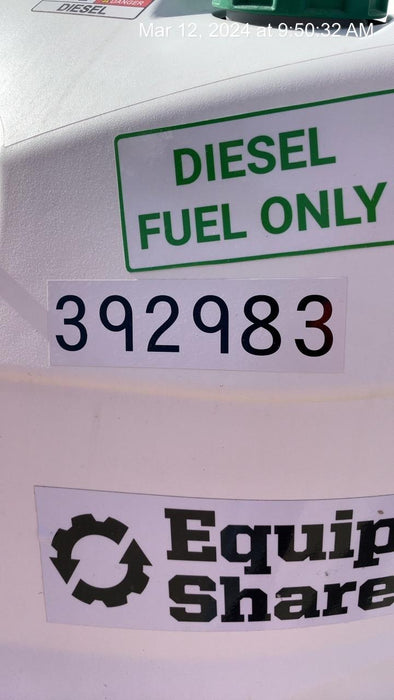 DANGER
DIESEL
Mar 12, 2024 at 9:50:32 AM
DIESEL
FUEL ONLY
392983
Equip
Share